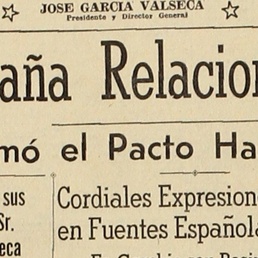 JOSE GARCIA VALSECA
Presidente y Director General
aña Relacion
mó el Pacto Ha
sus
Sr.
eca
Cordiales Expresione
en Fuentes Española